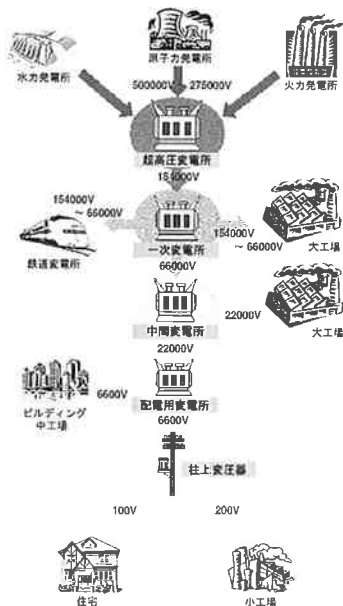 原子力発電所
水力発電所
火力発電所
500000V
275000V
超高圧変電所
154000V
154000V
～66000V
154000V
～66000V
鉄道変電所
一次変電所
66000V
大工場
中間変電所
22000V
大工場
22000V
ビルディング
中工場
6600V
配電用変電所
6600V
柱上変圧器
100V
200V
住宅
小工場